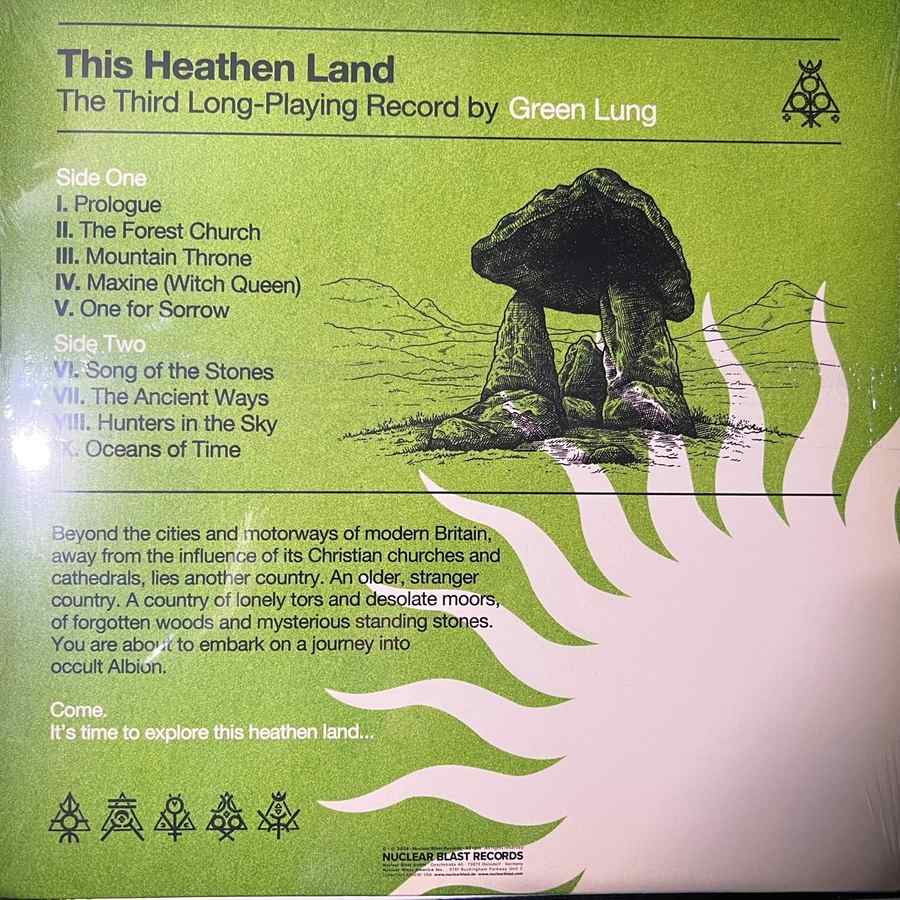 This Heathen Land
The Third Long-Playing Record by Green Lung
Side One
I. Prologue
II. The Forest Church
III. Mountain Throne
IV. Maxine (Witch Queen)
V. One for Sorrow
Side Two
VI. Song of the Stones
VII. The Ancient Ways
VIII. Hunters in the Sky
IX. Oceans of Time
Beyond the cities and motorways of modern Britain,
away from the influence of its Christian churches and
cathedrals, lies another country. An older, stranger
country. A country of lonely tors and desolate moors,
of forgotten woods and mysterious standing stones.
You are about to embark on a journey into
occult Albion.
Come.
It's time to explore this heathen land...
NUCLEAR BLAST RECORDS